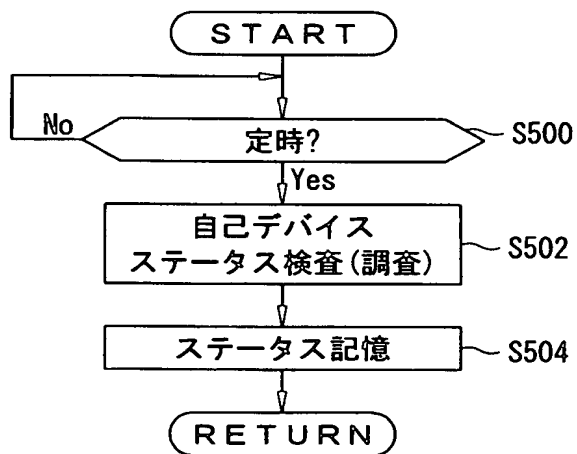 START
No
定時?
S500
Yes
自己デバイス
ステータス検査(調査)
S502
ステータス記憶
S504
RETURN